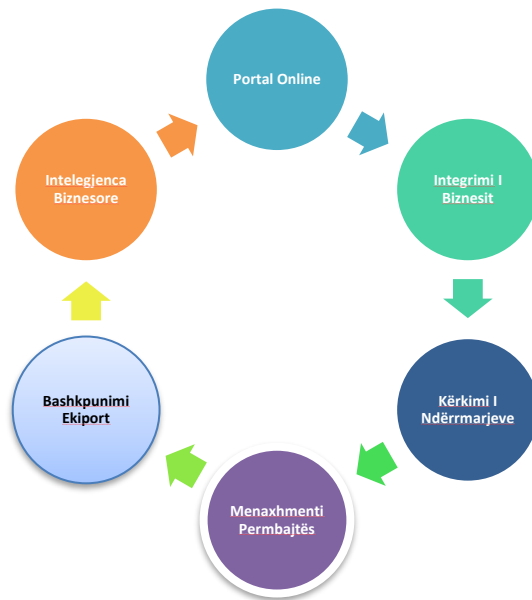 Portal Online
Integrimi I
Biznesit
Kërkimi I
Ndërrmarjeve
Menaxhmenti
Permbajtës
Bashkpunimi
Ekiport
Intelegjenca
Biznesore